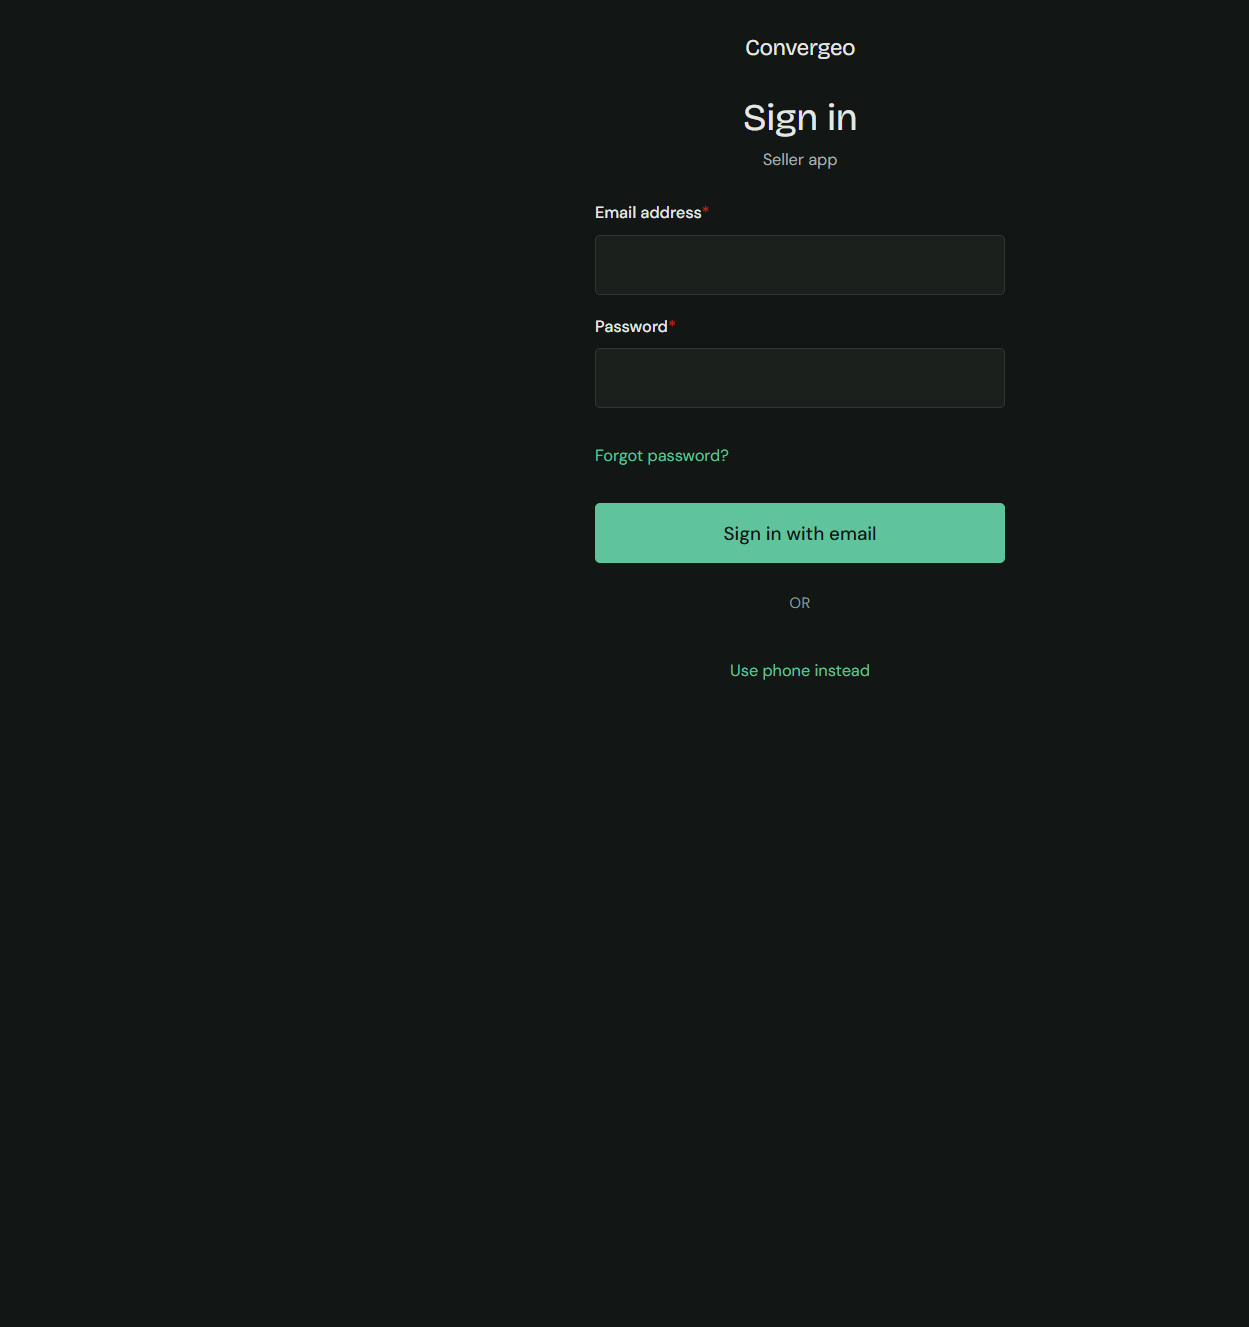 Convergeo
Sign in
Seller app
Email address*
Password*
Forgot password?
Sign in with email
OR
Use phone instead